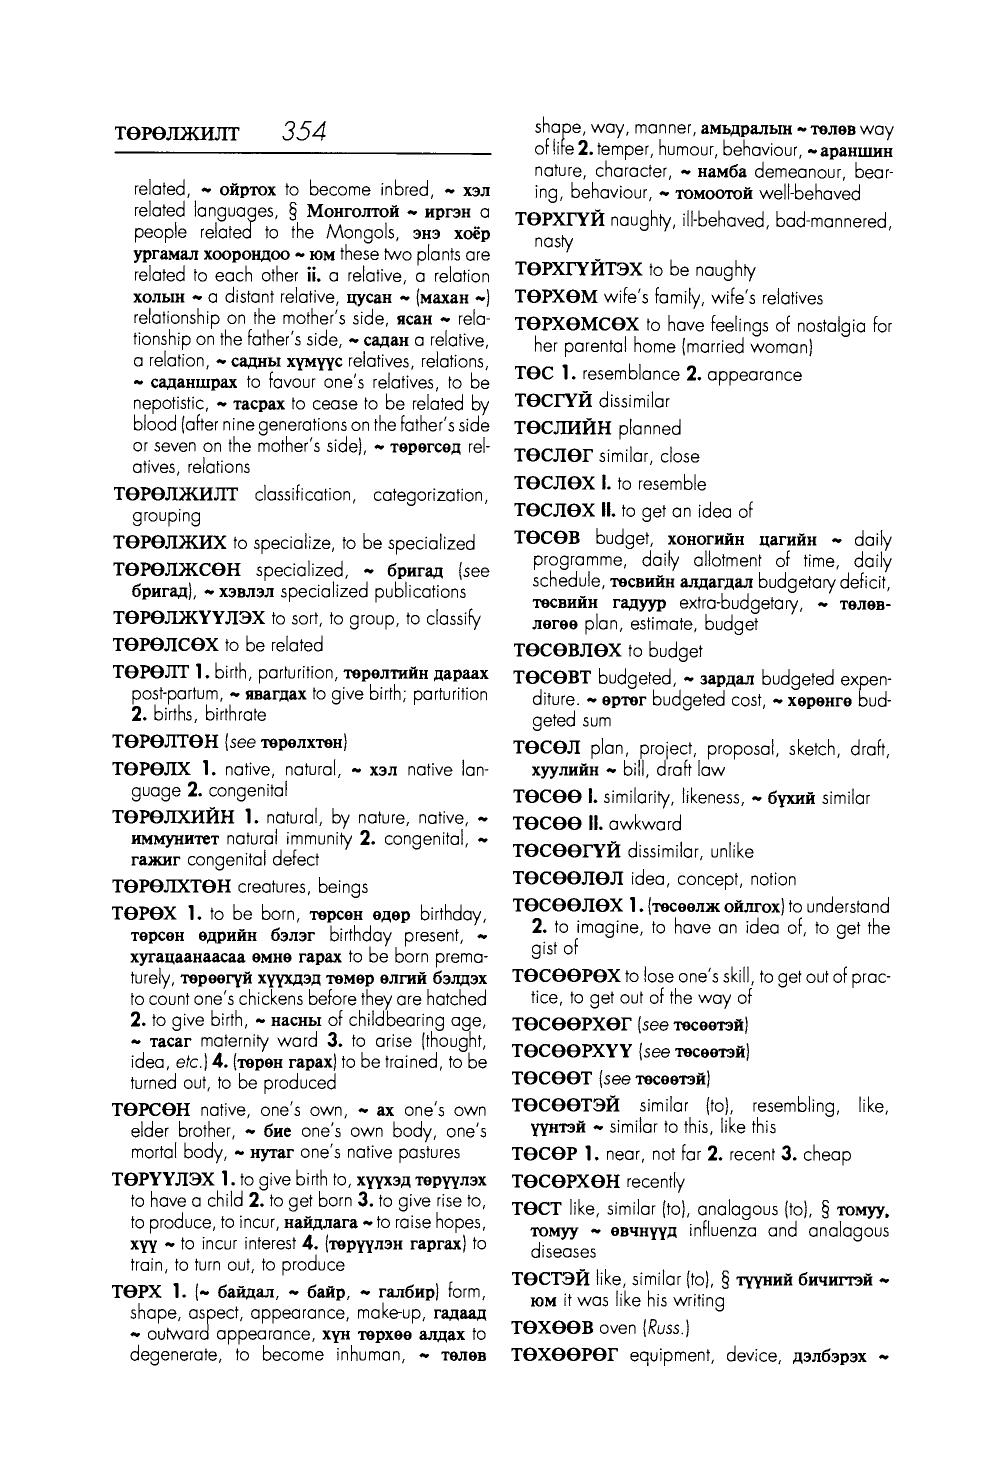 ТӨРӨЛЖИЛТ 354
related, ~ ойртох to become inbred, ~ хэл
related languages, § Монголтой ~ иргэн a
people related to the Mongols, энэ хоёр
ургамал хоорондоо ~ юм these two plants are
related to each other ii. a relative, a relation
холын ~ a distant relative, цусан ~ (махан ~)
relationship on the mother's side, ясан ~ rela-
tionship on the father's side, ~ садан a relative,
a relation, ~ садны хүмүүс relatives, relations,
~ саданшрах to favour one's relatives, to be
nepotistic, ~ тасрах to cease to be related by
blood (after nine generations on the father's side
or seven on the mother's side), ~ төрөгсөд rel-
atives, relations
ТӨРӨЛЖИЛТ classification, categorization,
grouping
ТӨРӨЛЖИХ to specialize, to be specialized
ТӨРӨЛЖСӨН specialized, ~ бригад (see
бригад), ~ хэвлэл specialized publications
ТӨРӨЛЖҮҮЛЭХ to sort, to group, to classify
ТӨРӨЛСӨХ to be related
ТӨРӨЛТ 1. birth, parturition, төрөлтийн дараах
post-partum, ~ явагдах to give birth; parturition
2. births, birthrate
ТӨРӨЛТӨН (see төрөлхтөн)
ТӨРӨЛХ 1. native, natural, ~ хэл native lan-
guage 2. congenital
ТӨРӨЛХИЙН 1. natural, by nature, native, ~
иммунитет natural immunity 2. congenital, ~
гажиг congenital defect
ТӨРӨЛХТӨН creatures, beings
ТӨРӨХ 1. to be born, төрсөн өдөр birthday,
төрсөн өдрийн бэлэг birthday present, ~
хугацаанаасаа өмнө гарах to be born prema-
turely, төрөөгүй хүүхдэд төмөр өлгий бэлдэх
to count one's chickens before they are hatched
2. to give birth, ~ насны of childbearing age,
~ тасаг maternity ward 3. to arise (thought,
idea, etc.) 4. (төрөн гарах) to be trained, to be
turned out, to be produced
ТӨРСӨН native, one's own, ~ ах one's own
elder brother, ~ бие one's own body, one's
mortal body, ~ нутаг one's native pastures
ТӨРҮҮЛЭХ 1. to give birth to, хүүхэд төрүүлэх
to have a child 2. to get born 3. to give rise to,
to produce, to incur, найдлага ~ to raise hopes,
хүү ~ to incur interest 4. (төрүүлэн гаргах) to
train, to turn out, to produce
ТӨРХ 1. (~ байдал, ~ байр, ~ галбир) form,
shape, aspect, appearance, make-up, гадаад
~ outward appearance, хүн төрхөө алдах to
degenerate, to become inhuman, ~ төлөв
shape, way, manner, амьдралын ~ төлөв way
of life 2. temper, humour, behaviour, ~ араншин
nature, character, ~ намба demeanour, bear-
ing, behaviour, ~ томоотой well-behaved
ТӨРХГҮЙ naughty, ill-behaved, bad-mannered,
nasty
ТӨРХГҮЙТЭХ to be naughty
ТӨРХӨМ wife's family, wife's relatives
ТӨРХӨМСӨХ to have feelings of nostalgia for
her parental home (married woman)
ТӨС 1. resemblance 2. appearance
ТӨСГҮЙ dissimilar
ТӨСЛИЙН planned
ТӨСЛӨГ similar, close
ТӨСЛӨХ I. to resemble
ТӨСЛӨХ II. to get an idea of
ТӨСӨВ budget, хоногийн цагийн ~ daily
programme, daily allotment of time, daily
schedule, төсвийн алдагдал budgetary deficit,
төсвийн гадуур extra-budgetary, ~ төлөв-
лөгөө plan, estimate, budget
ТӨСӨВЛӨХ to budget
ТӨСӨВТ budgeted, ~ зардал budgeted expen-
diture. ~ өртөг budgeted cost, ~ хөрөнгө bud-
geted sum
ТӨСӨЛ plan, project, proposal, sketch, draft,
хуулийн ~ bill, draft law
ТӨСӨӨ I. similarity, likeness, ~ бүхий similar
ТӨСӨӨ II. awkward
ТӨСӨӨГҮЙ dissimilar, unlike
ТӨСӨӨЛӨЛ idea, concept, notion
ТӨСӨӨЛӨХ 1. (төсөөлж ойлгох) to understand
2. to imagine, to have an idea of, to get the
gist of
ТӨСӨӨРӨХ to lose one's skill, to get out of prac-
tice, to get out of the way of
ТӨСӨӨРХӨГ (see төсөөтэй)
ТӨСӨӨРХҮҮ (see төсөөтэй)
ТӨСӨӨТ (see төсөөтэй)
ТӨСӨӨТЭЙ similar (to), resembling, like,
үүнтэй ~ similar to this, like this
ТӨСӨР 1. near, not far 2. recent 3. cheap
ТӨСӨРХӨН recently
ТӨСТ like, similar (to), analagous (to), § томуу,
томуу ~ өвчнүүд influenza and analagous
diseases
ТӨСТЭЙ like, similar (to), § түүний бичигтэй ~
юм it was like his writing
ТӨХӨӨВ oven (Russ.)
ТӨХӨӨРӨГ equipment, device, дэлбэрэх ~